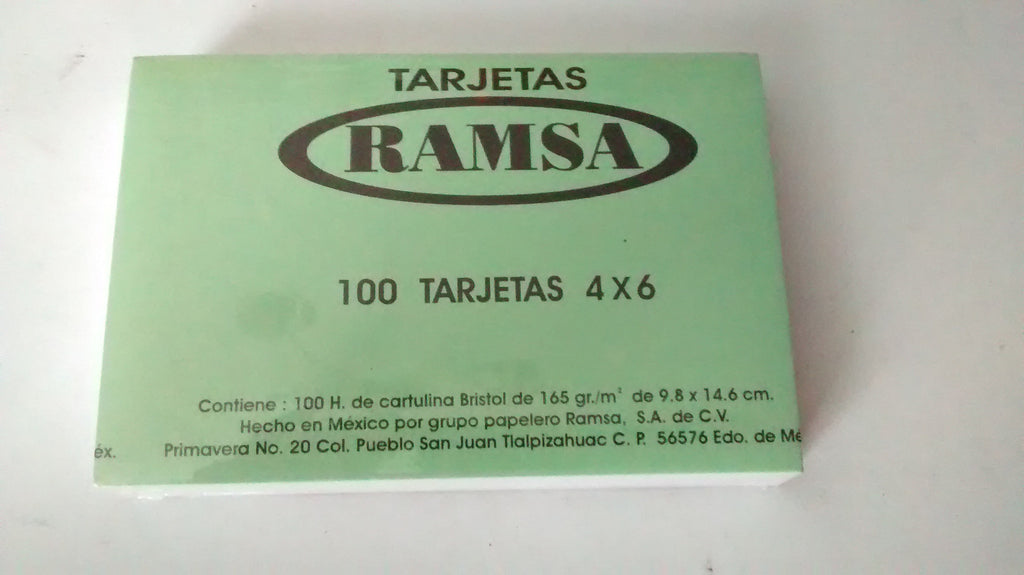 TARJETAS
RAMSA
100 TARJETAS 4 X 6
Contiene : 100 H. de cartulina Bristol de 165 gr./m² de 9.8 x 14.6 cm.
Hecho en México por grupo papelero Ramsa, S.A. de C.V.
éx. Primavera No. 20 Col. Pueblo San Juan Tlalpizahuac C. P. 56576 Edo. de Mé